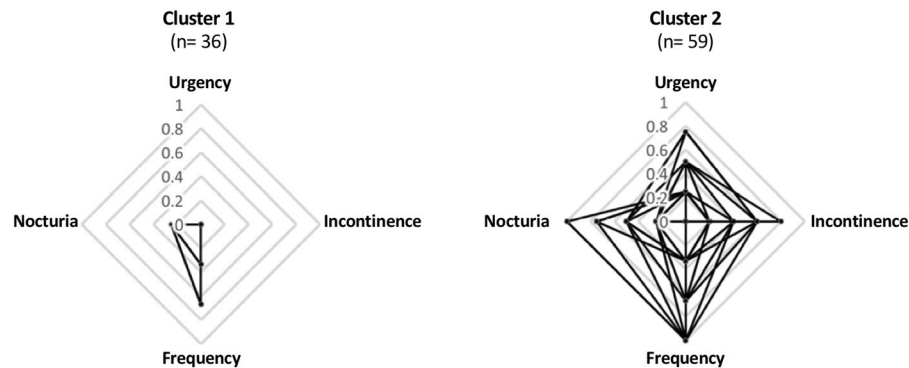 Cluster 1
(n= 36)
Urgency
1
0.8
0.6
0.4
0.2
0
Nocturia
Incontinence
Frequency
Cluster 2
(n= 59)
Urgency
1
0.8
0.6
0.4
0.2
0
Nocturia
Incontinence
Frequency